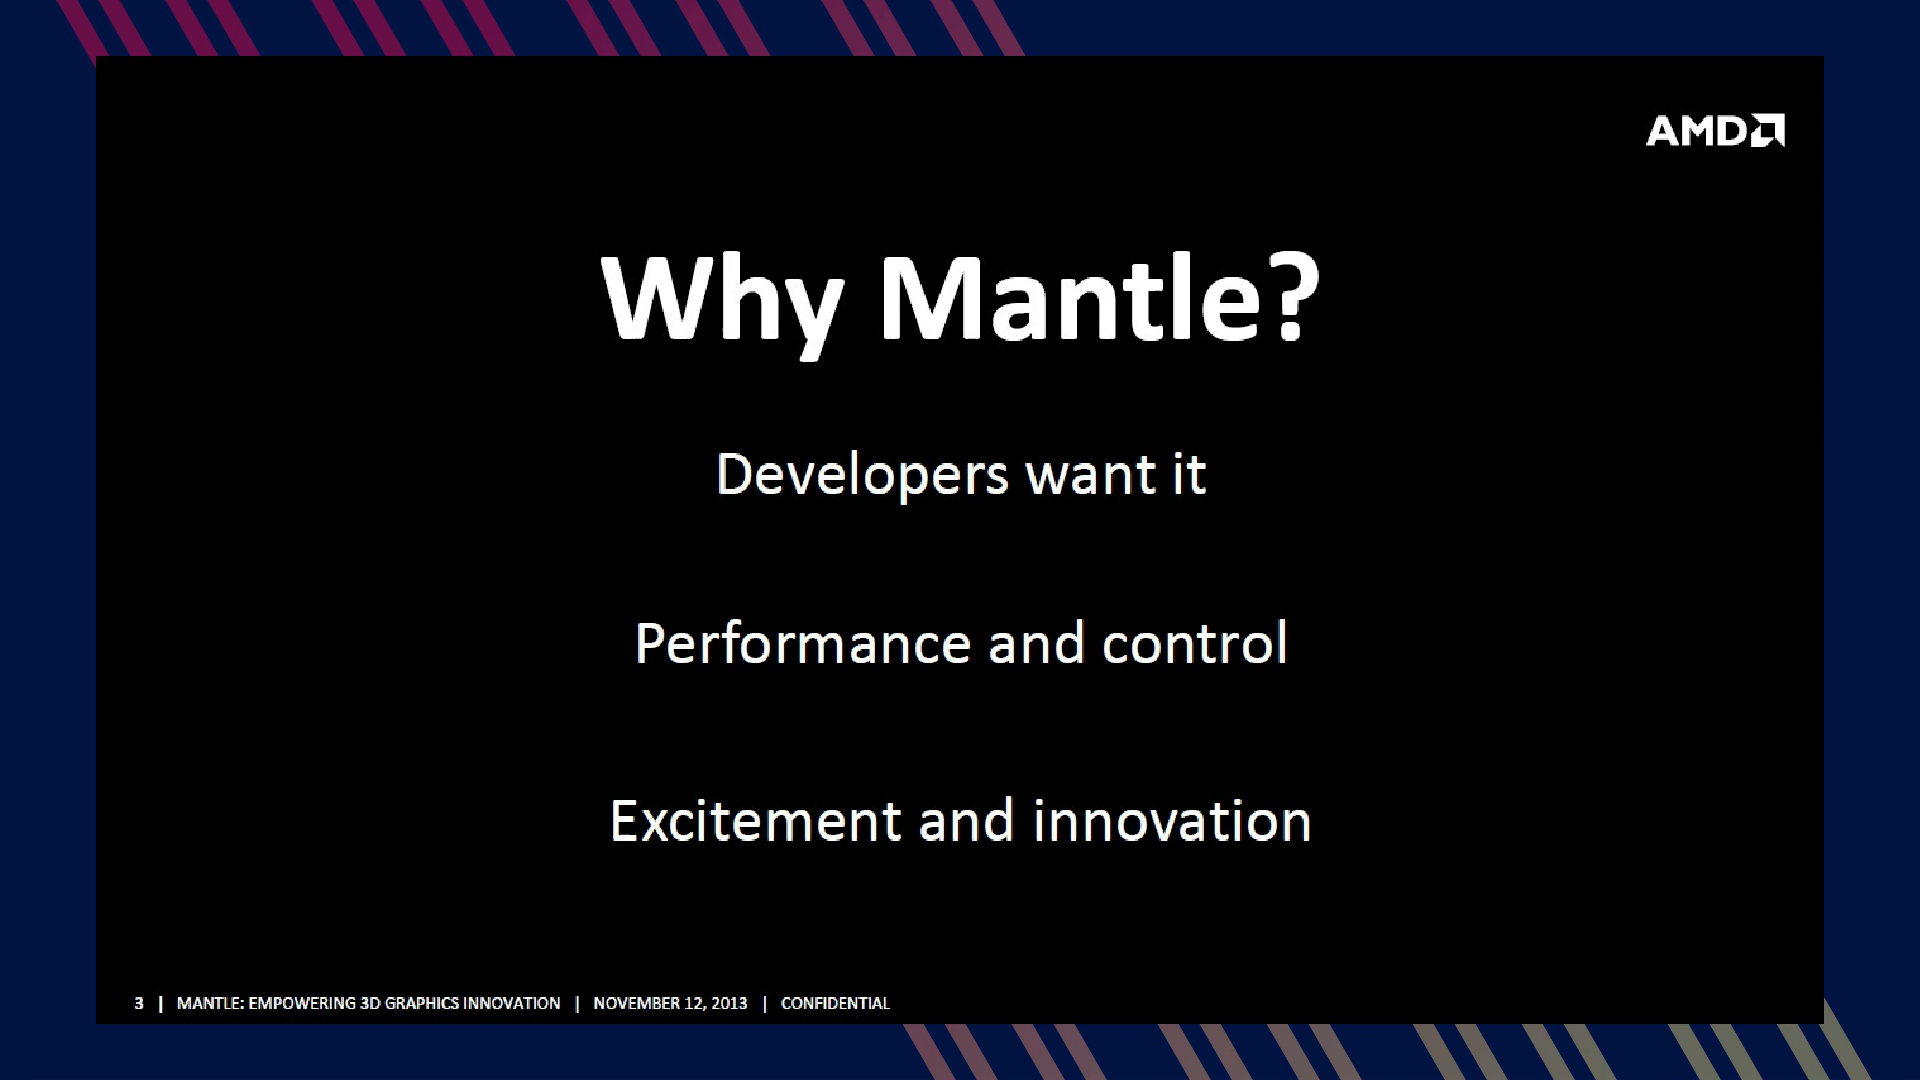 AMD
Why Mantle?
Developers want it
Performance and control
Excitement and innovation
3 | MANTLE: EMPOWERING 3D GRAPHICS INNOVATION | NOVEMBER 12, 2013 | CONFIDENTIAL